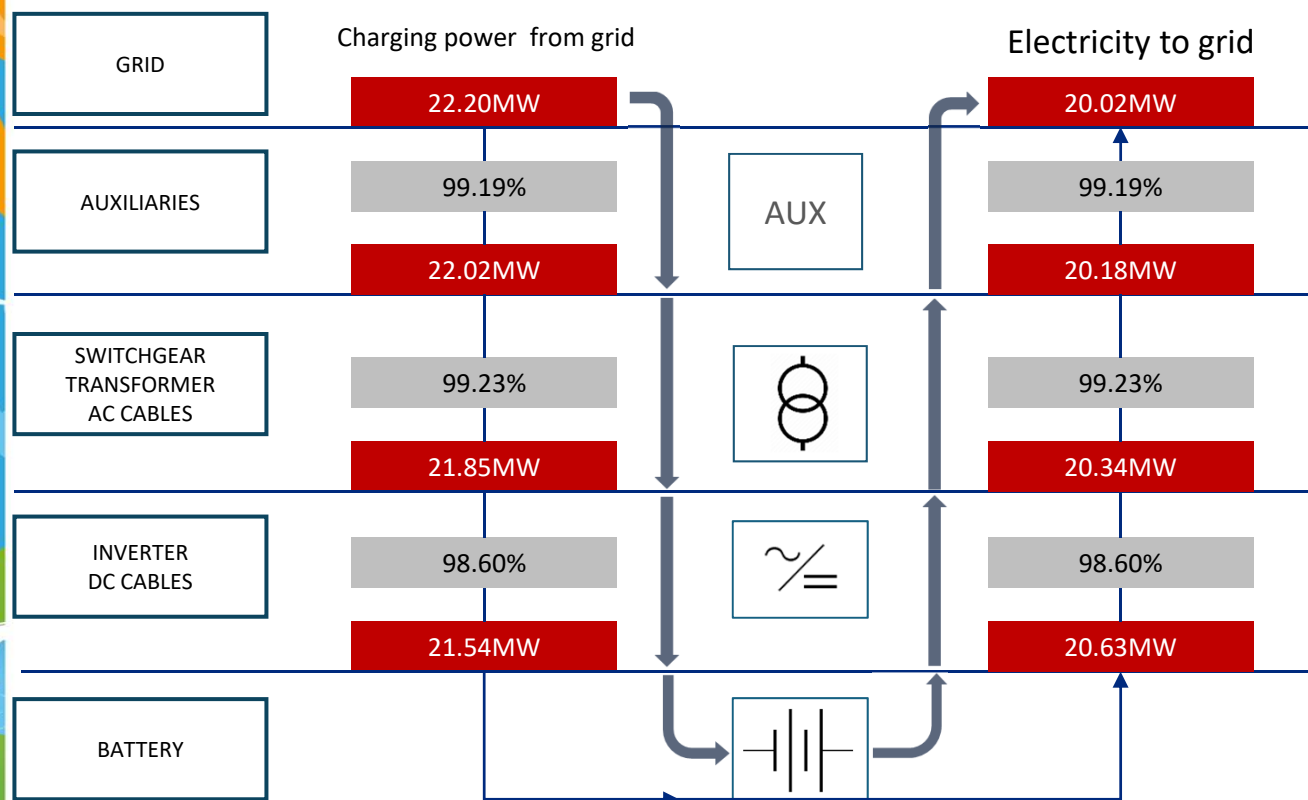 GRID
Charging power from grid
Electricity to grid
22.20MW
20.02MW
AUXILIARIES
99.19%
AUX
99.19%
22.02MW
20.18MW
SWITCHGEAR
TRANSFORMER
AC CABLES
99.23%
99.23%
21.85MW
20.34MW
INVERTER
DC CABLES
98.60%
98.60%
21.54MW
20.63MW
BATTERY